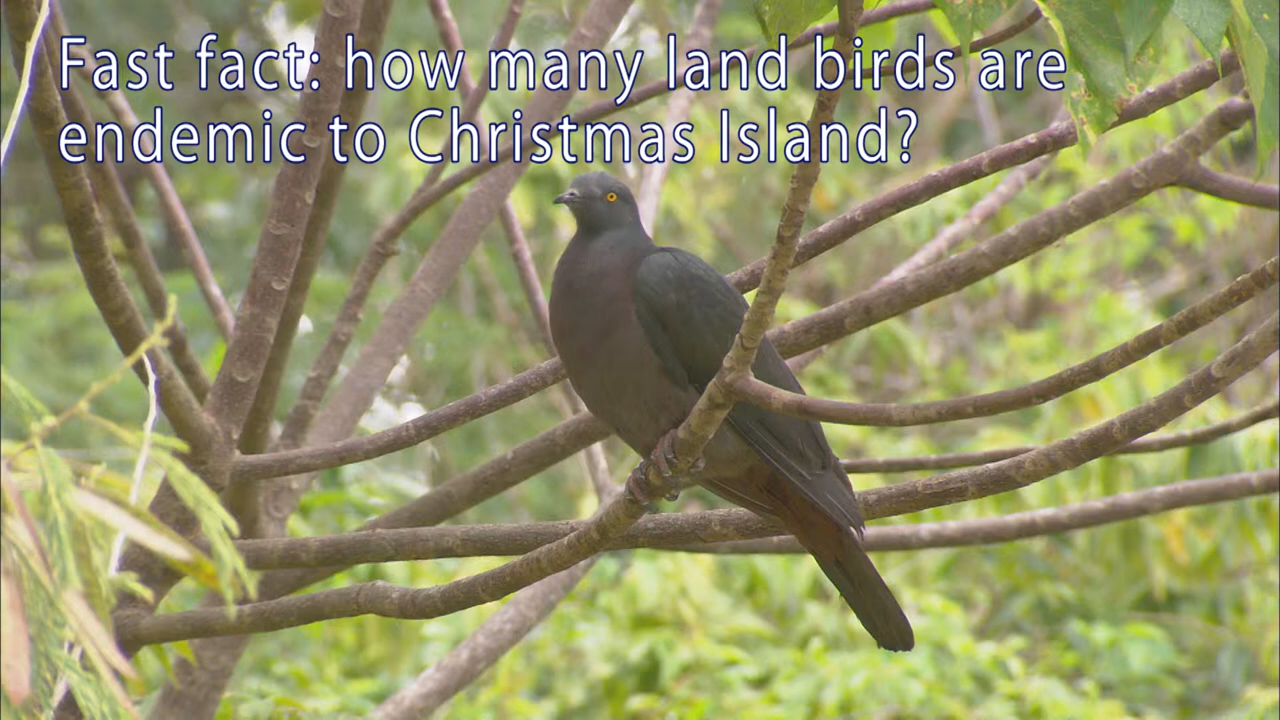 Fast fact: how many land birds are
endemic to Christmas Island?